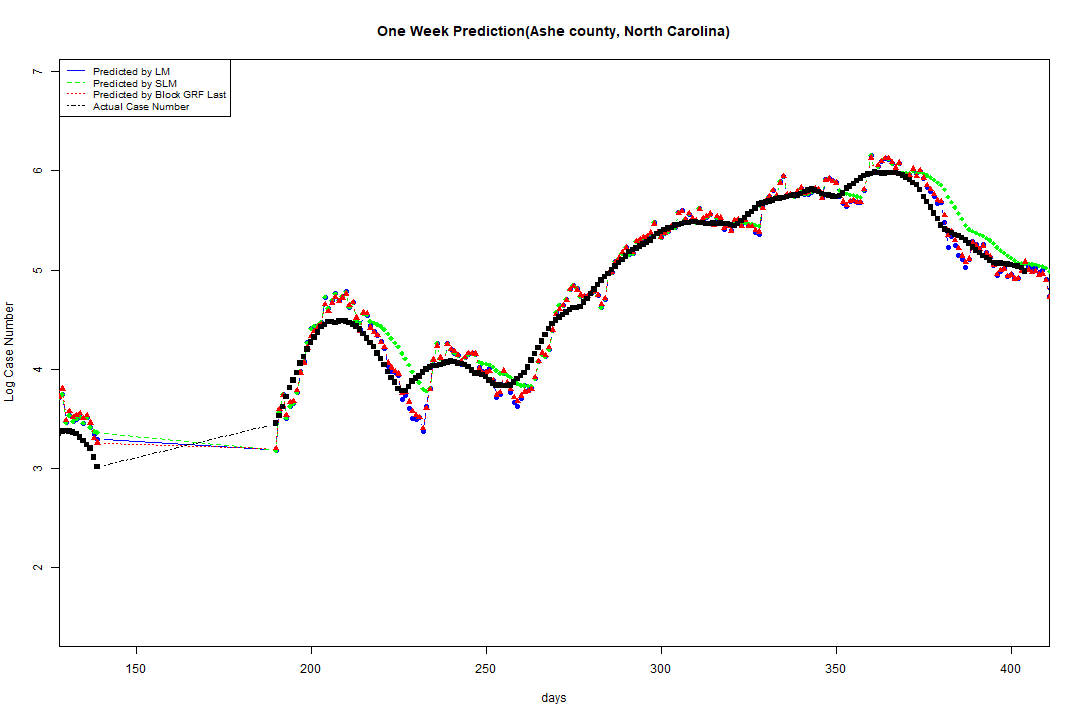 One Week Prediction(Ashe county, North Carolina)
Predicted by LM
Predicted by SLM
Predicted by Block GRF Last
Actual Case Number
7
6
5
4
3
2
Log Case Number
150 200 250 300 350 400
days